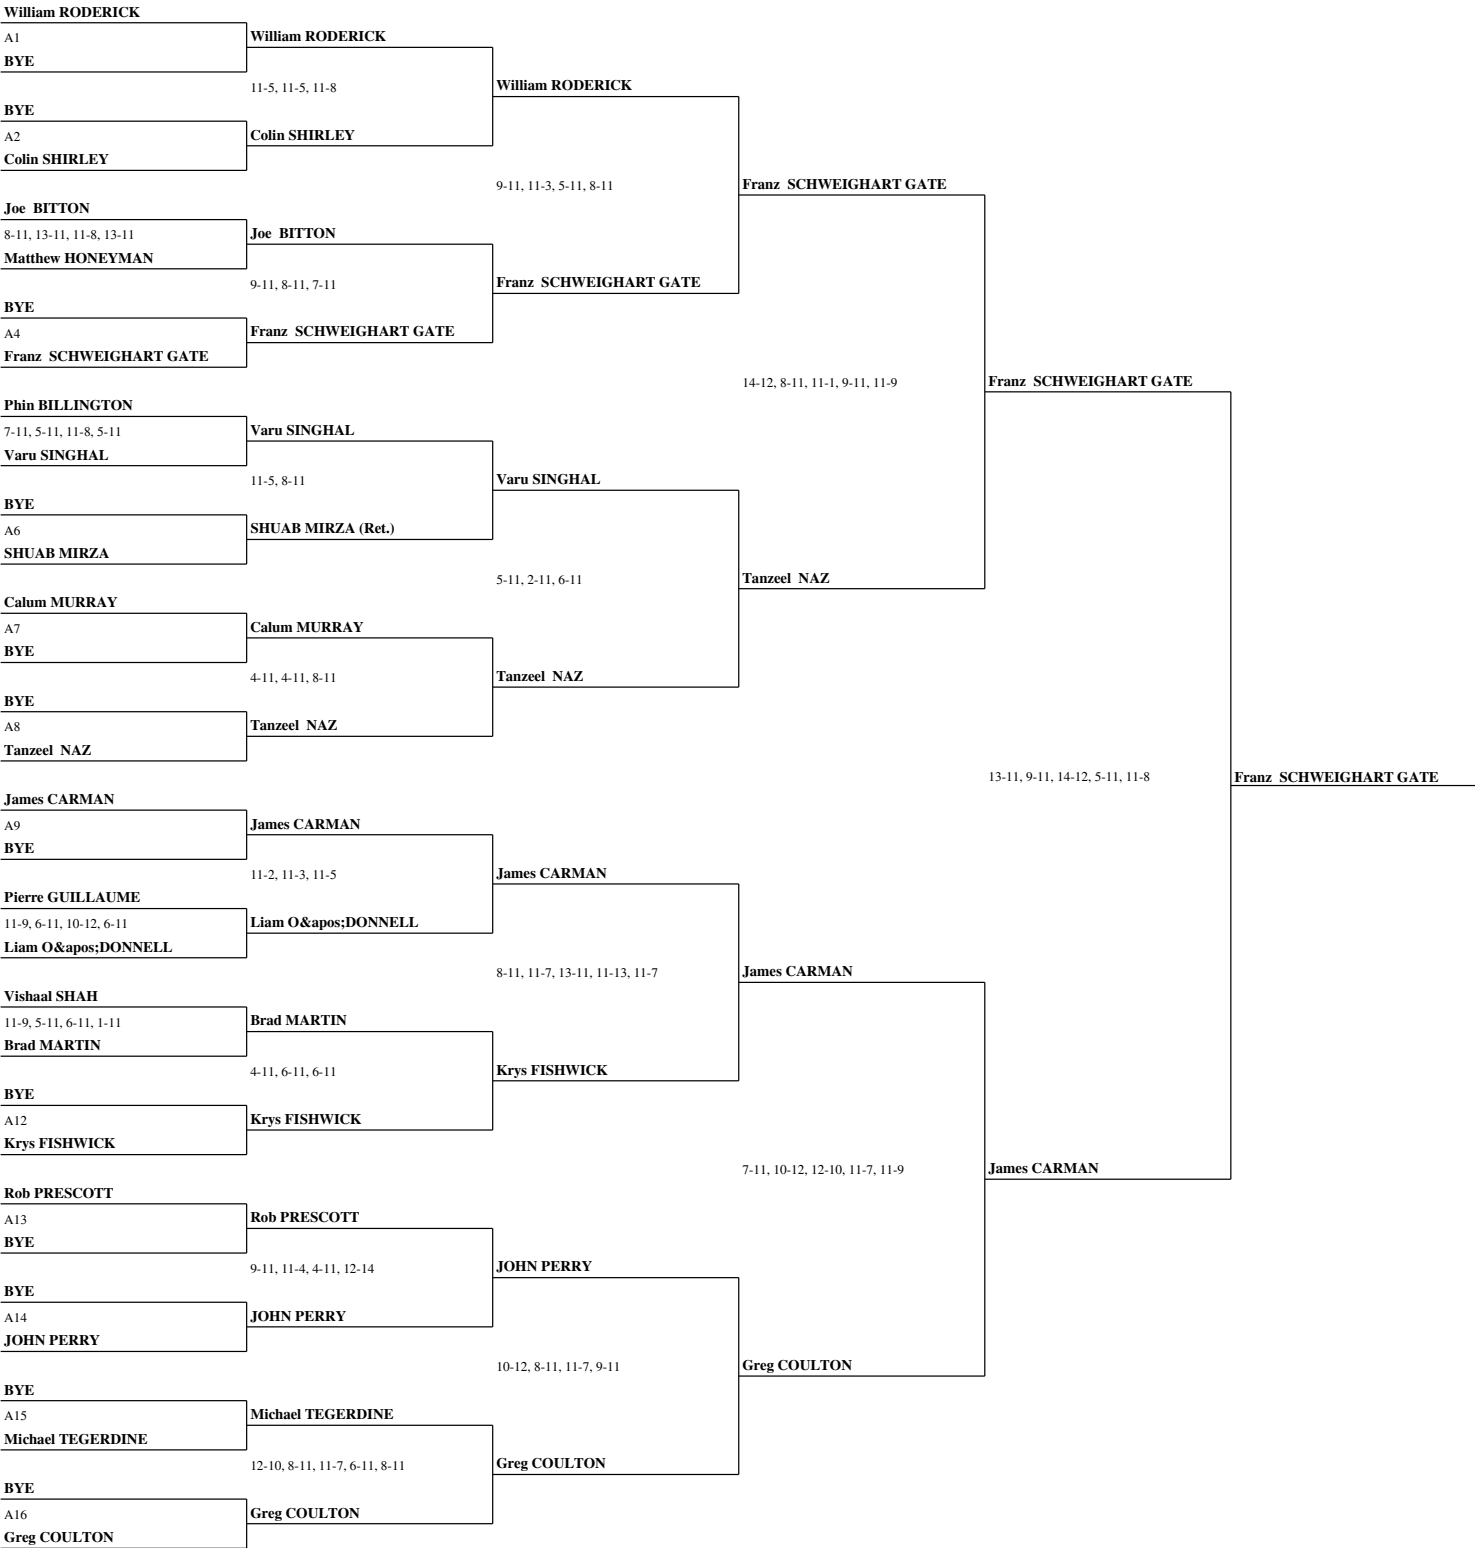 William RODERICK
A1
William RODERICK
BYE
11-5, 11-5, 11-8
William RODERICK
BYE
A2
Colin SHIRLEY
Colin SHIRLEY
9-11, 11-3, 5-11, 8-11
Franz  SCHWEIGHART GATE
Joe  BITTON
8-11, 13-11, 11-8, 13-11
Joe  BITTON
Matthew HONEYMAN
9-11, 8-11, 7-11
Franz  SCHWEIGHART GATE
BYE
A4
Franz  SCHWEIGHART GATE
Franz  SCHWEIGHART GATE
14-12, 8-11, 11-1, 9-11, 11-9
Franz  SCHWEIGHART GATE
Phin BILLINGTON
7-11, 5-11, 11-8, 5-11
Varu SINGHAL
Varu SINGHAL
11-5, 8-11
Varu SINGHAL
BYE
A6
SHUAB MIRZA (Ret.)
SHUAB MIRZA
5-11, 2-11, 6-11
Tanzeel  NAZ
Calum MURRAY
A7
Calum MURRAY
BYE
4-11, 4-11, 8-11
Tanzeel  NAZ
BYE
A8
Tanzeel  NAZ
Tanzeel  NAZ
13-11, 9-11, 14-12, 5-11, 11-8
Franz  SCHWEIGHART GATE
James CARMAN
A9
James CARMAN
BYE
11-2, 11-3, 11-5
James CARMAN
Pierre GUILLAUME
11-9, 6-11, 10-12, 6-11
Liam O&apos;DONNELL
Liam O&apos;DONNELL
8-11, 11-7, 13-11, 11-13, 11-7
James CARMAN
Vishaal SHAH
11-9, 5-11, 6-11, 1-11
Brad MARTIN
Brad MARTIN
4-11, 6-11, 6-11
Krys FISHWICK
BYE
A12
Krys FISHWICK
Krys FISHWICK
7-11, 10-12, 12-10, 11-7, 11-9
James CARMAN
Rob PRESCOTT
A13
Rob PRESCOTT
BYE
9-11, 11-4, 4-11, 12-14
JOHN PERRY
BYE
A14
JOHN PERRY
JOHN PERRY
10-12, 8-11, 11-7, 9-11
Greg COULTON
BYE
A15
Michael TEGERDINE
Michael TEGERDINE
12-10, 8-11, 11-7, 6-11, 8-11
Greg COULTON
BYE
A16
Greg COULTON
Greg COULTON